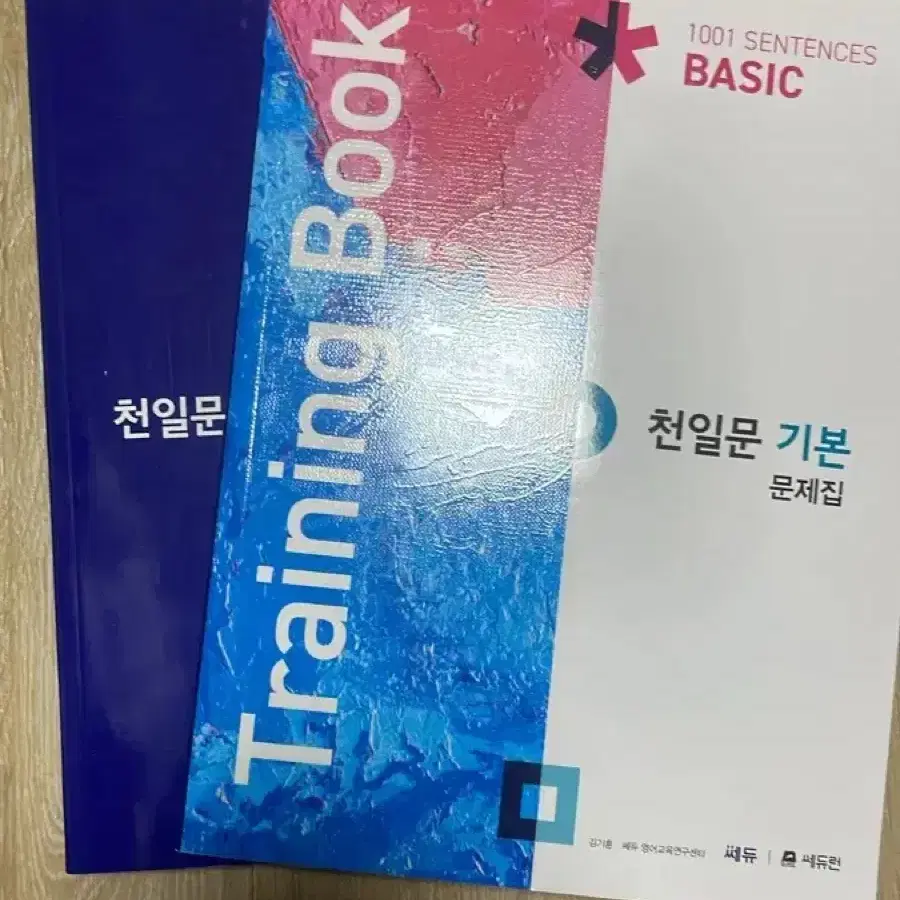 천일문
Training Book
1001 SENTENCES
BASIC
천일문 기본
문제집
김기훈 쎄듀 영어교육연구센터 쎄듀 | 쎄듀런